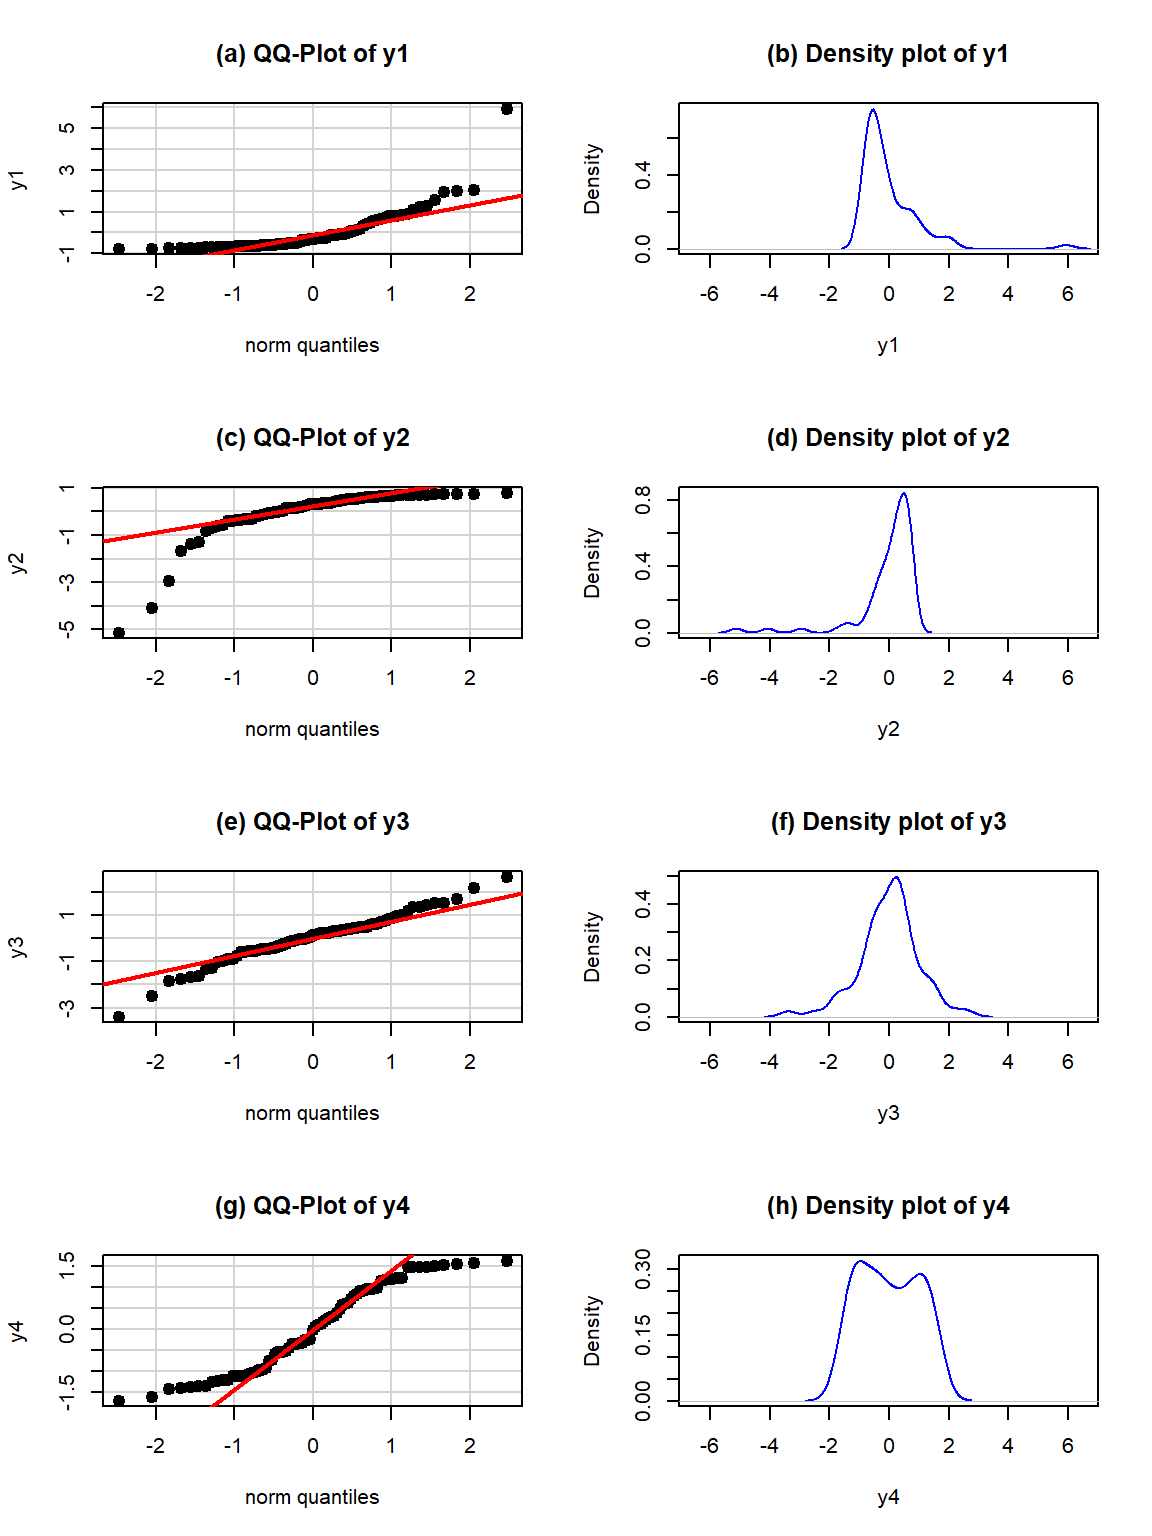 (a) QQ-Plot of y1
y1
-1 1 3 5
-2 -1 0 1 2
norm quantiles
(b) Density plot of y1
Density
0.0 0.4
-6 -4 -2 0 2 4 6
y1
(c) QQ-Plot of y2
y2
-5 -3 -1 1
-2 -1 0 1 2
norm quantiles
(d) Density plot of y2
Density
0.0 0.4 0.8
-6 -4 -2 0 2 4 6
y2
(e) QQ-Plot of y3
y3
-3 -1 1
-2 -1 0 1 2
norm quantiles
(f) Density plot of y3
Density
0.0 0.2 0.4
-6 -4 -2 0 2 4 6
y3
(g) QQ-Plot of y4
y4
-1.5 0.0 1.5
-2 -1 0 1 2
norm quantiles
(h) Density plot of y4
Density
0.00 0.15 0.30
-6 -4 -2 0 2 4 6
y4